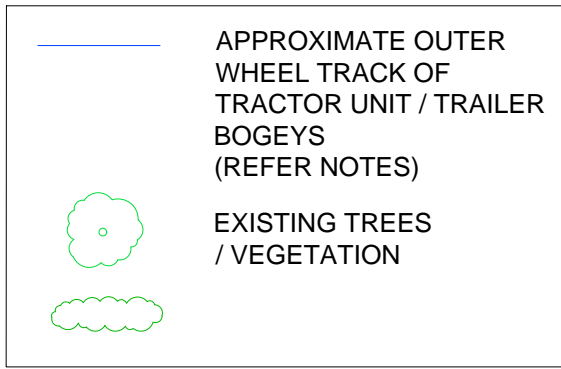 APPROXIMATE OUTER
WHEEL TRACK OF
TRACTOR UNIT / TRAILER
BOGEYS
(REFER NOTES)
EXISTING TREES
/ VEGETATION